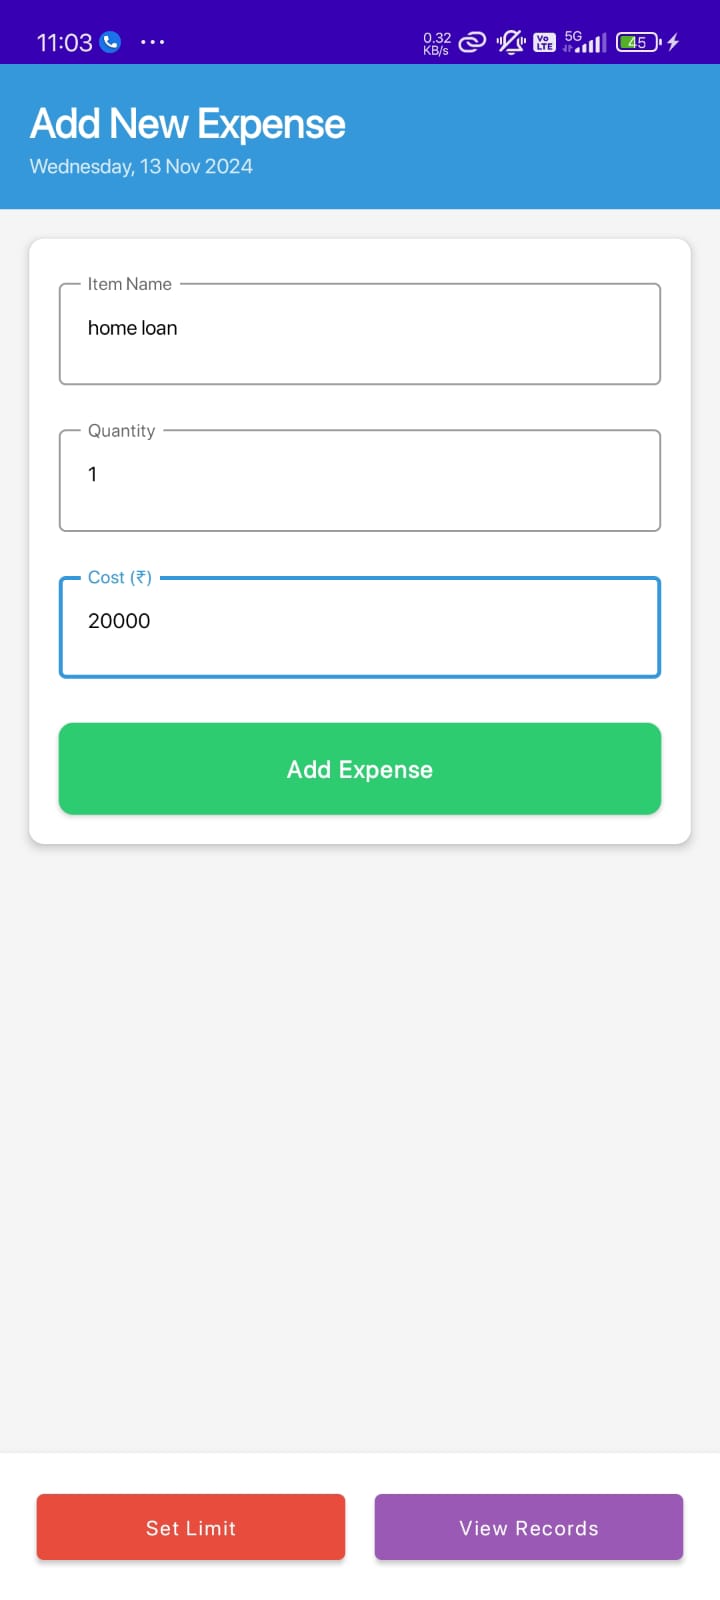 11:03 ... 0.32 KB/s Vo LTE 5G 45
Add New Expense
Wednesday, 13 Nov 2024
Item Name
home loan
Quantity
1
Cost (₹)
20000
Add Expense
Set Limit View Records